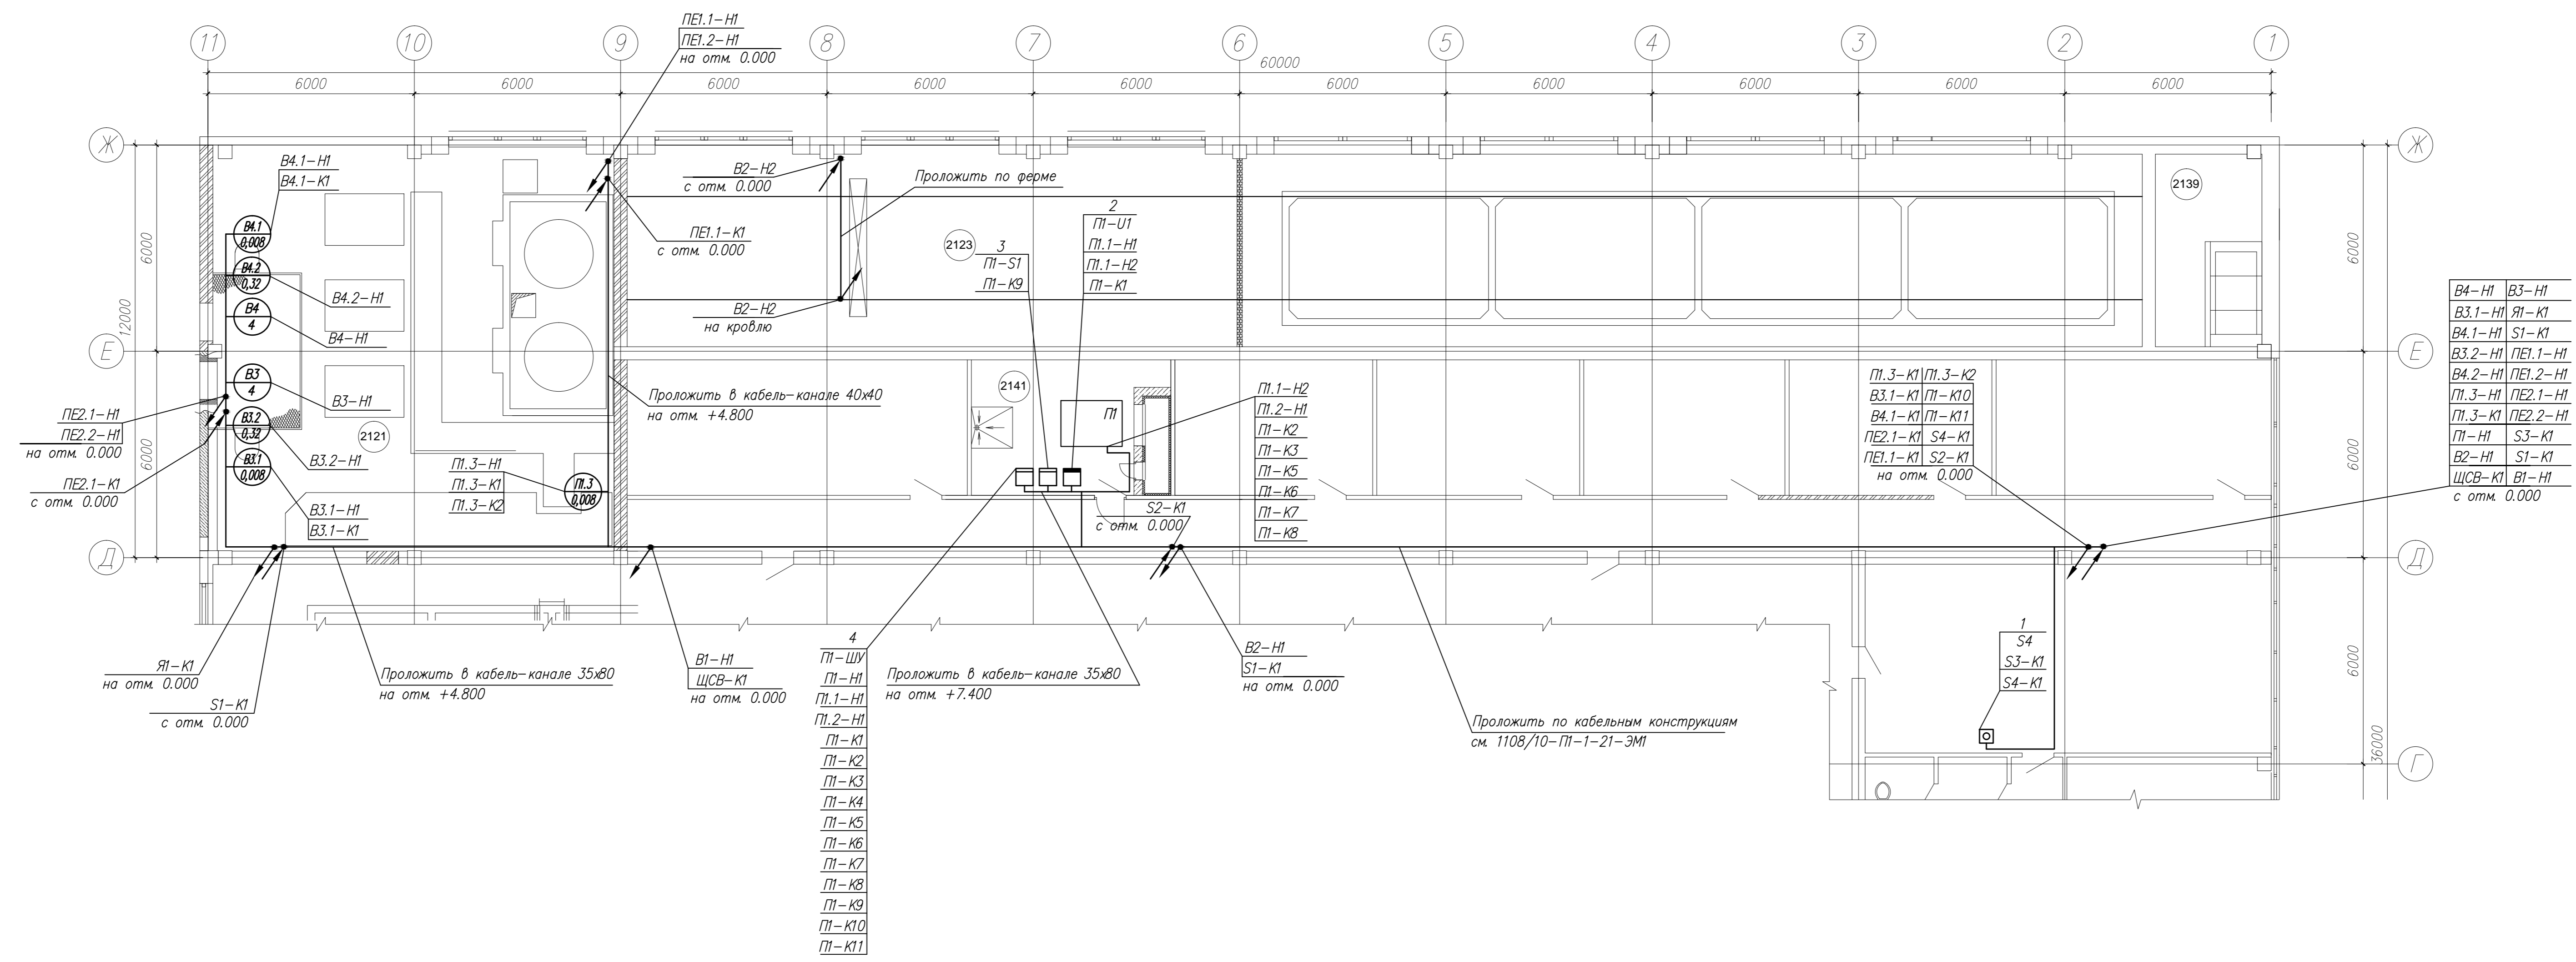 11
10
9
8
7
6
5
4
3
2
1
60000
6000
6000
6000
6000
6000
6000
6000
6000
6000
6000
ПЕ1.1-Н1
ПЕ1.2-Н1
на отм. 0.000
Ж
Ж
Е
Е
Д
Д
Г
6000
12000
6000
6000
6000
6000
36000
В4.1-Н1
В4.1-К1
В4.1
0,008
В4.2
0,32
В4
4
В3
4
В3.2
0,32
В3.1
0,008
В4.2-Н1
В4-Н1
В3-Н1
В3.2-Н1
В3.1-Н1
В3.1-К1
2121
ПЕ2.1-Н1
ПЕ2.2-Н1
на отм. 0.000
ПЕ2.1-К1
с отм. 0.000
П1.3-Н1
П1.3-К1
П1.3-К2
П1.3
0,008
ПЕ1.1-К1
с отм. 0.000
В2-Н2
с отм. 0.000
Проложить по ферме
В2-Н2
на кровлю
Проложить в кабель-канале 40х40
на отм. +4.800
2123
3
П1-S1
П1-К9
2
П1-U1
П1.1-Н1
П1.1-Н2
П1-К1
2139
2141
П1
П1.1-Н2
П1.2-Н1
П1-К2
П1-К3
П1-К5
П1-К6
П1-К7
П1-К8
S2-К1
с отм. 0.000
П1.3-К1 П1.3-К2
В3.1-К1 П1-К10
В4.1-К1 П1-К11
ПЕ2.1-К1 S4-К1
ПЕ1.1-К1 S2-К1
на отм. 0.000
В4-Н1 В3-Н1
В3.1-Н1 Я1-К1
В4.1-Н1 S1-К1
В3.2-Н1 ПЕ1.1-Н1
В4.2-Н1 ПЕ1.2-Н1
П1.3-Н1 ПЕ2.1-Н1
П1.3-К1 ПЕ2.2-Н1
П1-Н1 S3-К1
В2-Н1 S1-К1
ЩСВ-К1 В1-Н1
с отм. 0.000
Я1-К1
на отм. 0.000
S1-К1
с отм. 0.000
Проложить в кабель-канале 35х80
на отм. +4.800
В1-Н1
ЩСВ-К1
на отм. 0.000
4
П1-ШУ
П1-Н1
П1.1-Н1
П1.2-Н1
П1-К1
П1-К2
П1-К3
П1-К4
П1-К5
П1-К6
П1-К7
П1-К8
П1-К9
П1-К10
П1-К11
Проложить в кабель-канале 35х80
на отм. +7.400
В2-Н1
S1-К1
на отм. 0.000
Проложить по кабельным конструкциям
см. 1108/10-П1-1-21-ЭМ1
1
S4
S3-К1
S4-К1